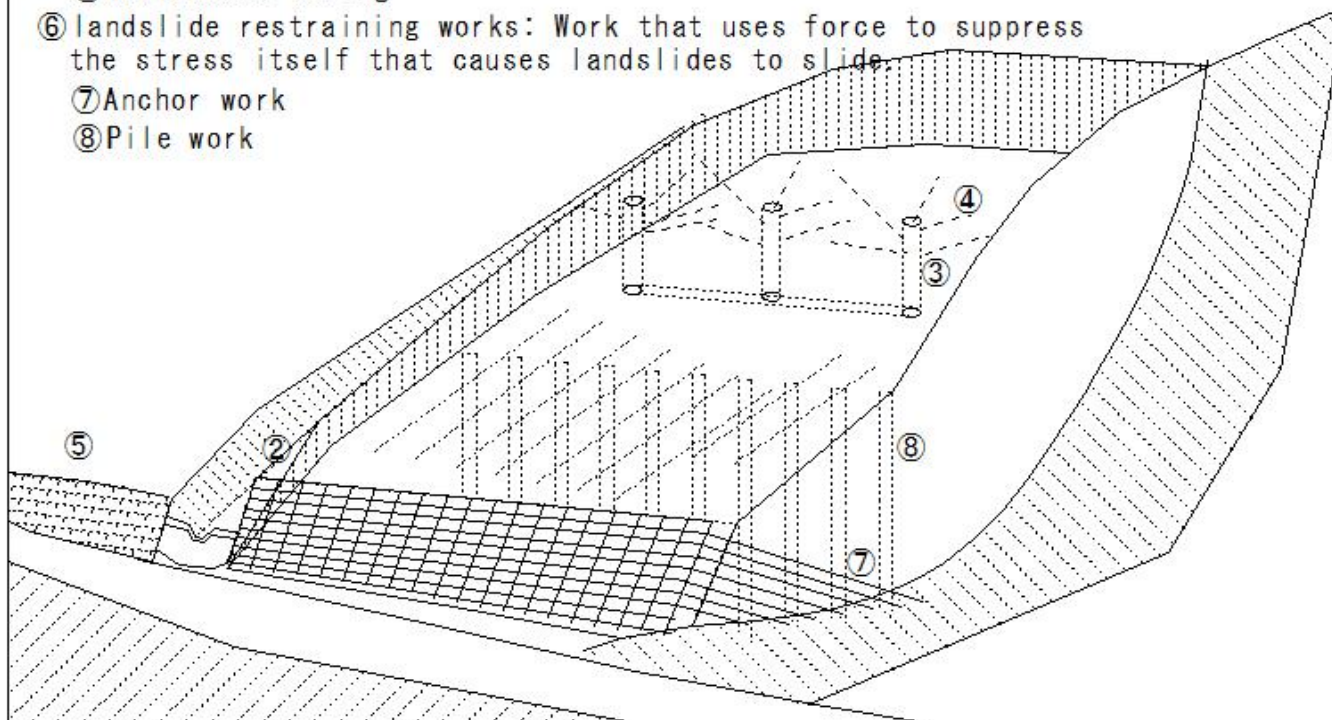 ⑥landslide restraining works: Work that uses force to suppress
the stress itself that causes landslides to slide.
⑦Anchor work
⑧Pile work
④
③
⑤
②
⑧
⑦